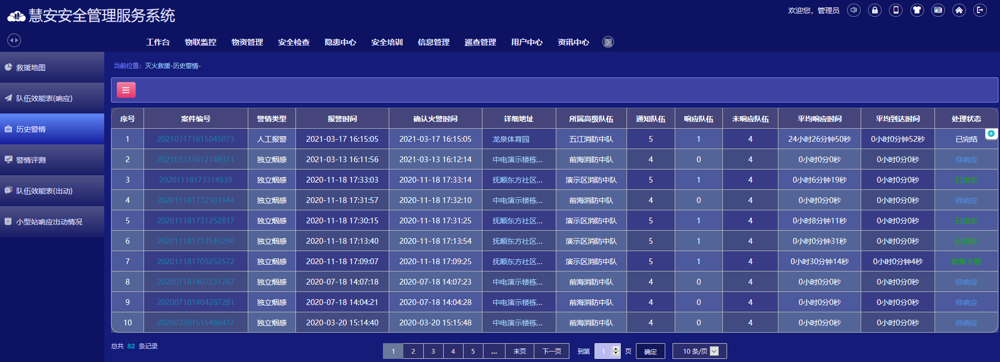 慧安安全管理服务系统
欢迎您，管理员
工作台 物联监控 物资管理 安全检查 隐患中心 安全培训 信息管理 巡查管理 用户中心 资讯中心
救援地图
队伍效能表(响应)
历史警情
警情评测
队伍效能表(出动)
小型站响应出动情况
当前位置：灭火救援-历史警情-
序号 案件编号 警情类型 报警时间 确认火警时间 详细地址 所属高级队伍 通知队伍 响应队伍 未响应队伍 平均响应时间 平均到达时间 处理状态
1 202103171615045073 人工报警 2021-03-17 16:15:05 2021-03-17 16:15:05 龙泉体育园 五江消防中队 5 1 4 24小时26分钟50秒 0小时0分钟52秒 已完结
2 202103131612148311 独立烟感 2021-03-13 16:11:56 2021-03-13 16:12:14 中电演示楼栋... 前海消防中队 4 0 4 0小时0分0秒 0小时0分0秒 待响应
3 20201118173314539 独立烟感 2020-11-18 17:33:03 2020-11-18 17:33:14 抚顺东方社区... 演示区消防中队 5 1 4 0小时6分钟19秒 0小时0分0秒 已出发
4 202011181732103144 独立烟感 2020-11-18 17:31:57 2020-11-18 17:32:10 中电演示楼栋... 前海消防中队 4 0 4 0小时0分0秒 0小时0分0秒 待响应
5 202011181731252817 独立烟感 2020-11-18 17:30:15 2020-11-18 17:31:25 抚顺东方社区... 演示区消防中队 5 1 4 0小时8分钟11秒 0小时0分0秒 已出发
6 202011181713545290 独立烟感 2020-11-18 17:13:40 2020-11-18 17:13:54 抚顺东方社区... 演示区消防中队 5 1 4 0小时0分钟31秒 0小时0分0秒 已出发
7 202011181709252572 独立烟感 2020-11-18 17:09:07 2020-11-18 17:09:25 抚顺东方社区... 演示区消防中队 5 1 4 0小时30分钟14秒 0小时0分钟4秒 结束火警
8 202007181407231787 独立烟感 2020-07-18 14:07:18 2020-07-18 14:07:23 中电演示楼栋... 前海消防中队 4 0 4 0小时0分0秒 0小时0分0秒 待响应
9 202007181404287281 独立烟感 2020-07-18 14:04:21 2020-07-18 14:04:28 中电演示楼栋... 前海消防中队 4 0 4 0小时0分0秒 0小时0分0秒 待响应
10 202003201515486417 独立烟感 2020-03-20 15:14:40 2020-03-20 15:15:48 中电演示楼栋... 前海消防中队 4 0 4 0小时0分0秒 0小时0分0秒 待响应
总共 82 条记录
1 2 3 4 5 ... 末页 下一页 到第 1 页 确定 10 条/页